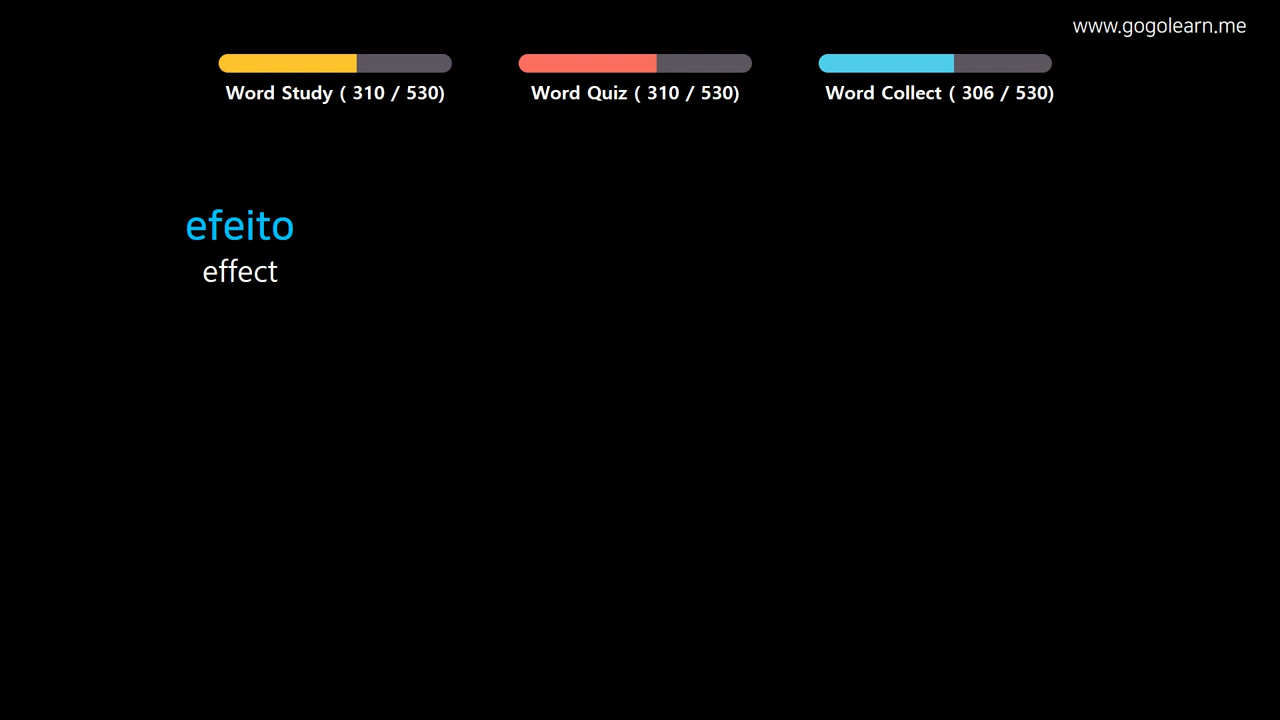 www.gogolearn.me
Word Study ( 310 / 530)
Word Quiz ( 310 / 530)
Word Collect ( 306 / 530)
efeito
effect